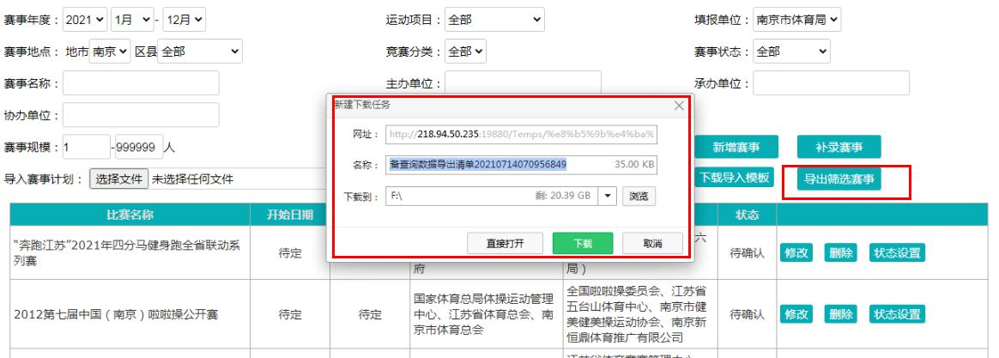 赛事年度： 2021 1月 - 12月 运动项目： 全部 填报单位： 南京市体育局
赛事地点： 地市 南京 区县 全部 竞赛分类： 全部 赛事状态： 全部
赛事名称： 主办单位： 承办单位：
协办单位：
赛事规模： 1 -999999 人 新增赛事 补录赛事
导入赛事计划： 选择文件 未选择任何文件 下载导入模板 导出筛选赛事
新建下载任务
网址： http://218.94.50.235:19880/Temps/%e8%b5%9b%e4%ba%
名称： 备查询数据导出清单20210714070956849 35.00 KB
下载到： F:\ 剩: 20.39 GB 浏览
直接打开 下载 取消
比赛名称 开始日期 状态
“奔跑江苏”2021年四分马健身跑全省联动系
列赛
待定
府
六
局）
待确认 修改 删除 状态设置
2012第七届中国（南京）啦啦操公开赛
待定 待定
国家体育总局体操运动管理
中心、江苏省体育总会、南
京市体育总会
全国啦啦操委员会、江苏省
五台山体育中心、南京市健
美健美操运动协会、南京新
恒鼎体育推广有限公司
待确认 修改 删除 状态设置